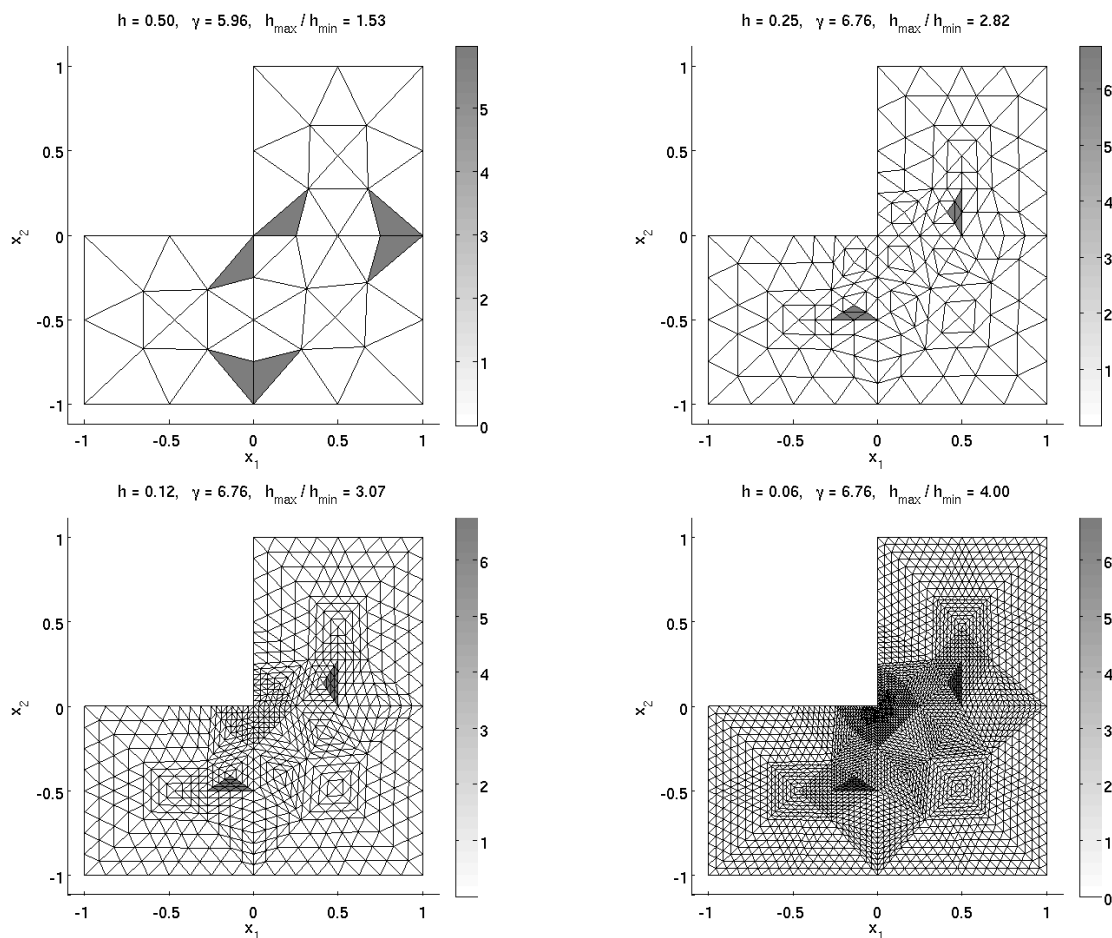 h = 0.50, γ = 5.96, h_max / h_min = 1.53
1
0.5
0
-0.5
-1
x_2
-1 -0.5 0 0.5 1
x_1
5
4
3
2
1
0
h = 0.25, γ = 6.76, h_max / h_min = 2.82
1
0.5
0
-0.5
-1
x_2
-1 -0.5 0 0.5 1
x_1
6
5
4
3
2
1
h = 0.12, γ = 6.76, h_max / h_min = 3.07
1
0.5
0
-0.5
-1
x_2
-1 -0.5 0 0.5 1
x_1
6
5
4
3
2
1
h = 0.06, γ = 6.76, h_max / h_min = 4.00
1
0.5
0
-0.5
-1
x_2
-1 -0.5 0 0.5 1
x_1
6
5
4
3
2
1
0